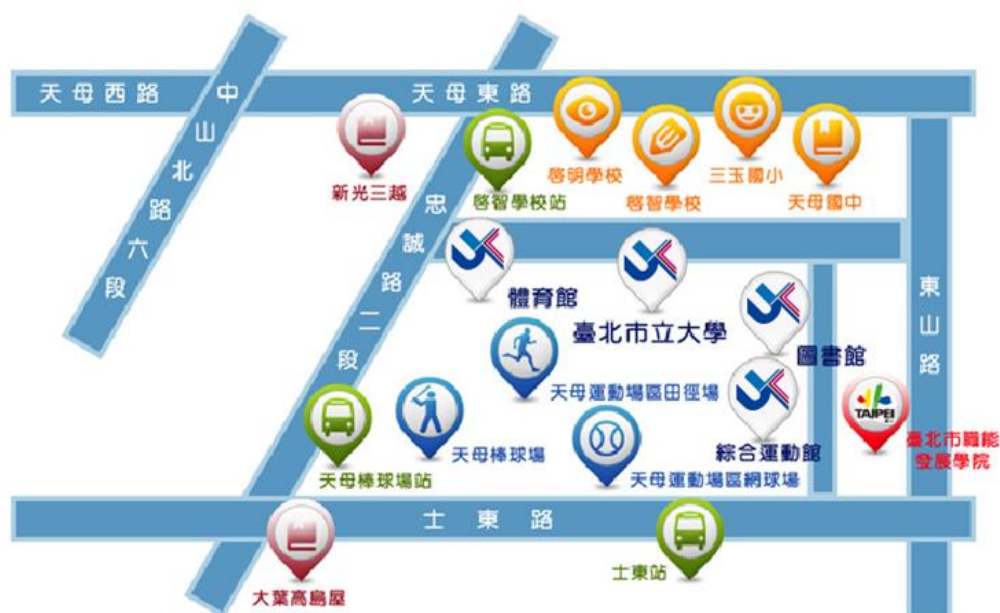 天母西路
中山北路六段
天母東路
新光三越
啓智學校站
啓明學校
啓智學校
三玉國小
天母國中
忠誠路二段
體育館
臺北市立大學
圖書館
東山路
天母運動場區田徑場
TAIPEI
臺北市職能
發展學院
天母棒球場站
天母棒球場
天母運動場區網球場
綜合運動館
士東路
大葉高島屋
士東站